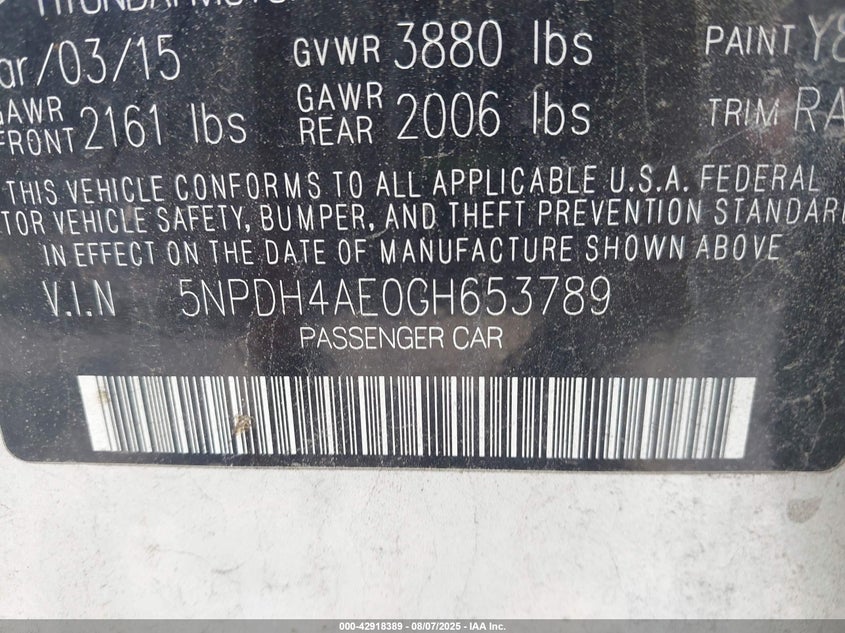 ar/03/15 GVWR 3880 lbs PAINT Y8
GAWR FRONT 2161 lbs GAWR REAR 2006 lbs TRIM RA
THIS VEHICLE CONFORMS TO ALL APPLICABLE U.S.A. FEDERAL
TOR VEHICLE SAFETY, BUMPER, AND THEFT PREVENTION STANDAR
IN EFFECT ON THE DATE OF MANUFACTURE SHOWN ABOVE
V.I.N 5NPDH4AE0GH653789
PASSENGER CAR
000-42918389 - 08/07/2025 - IAA Inc.